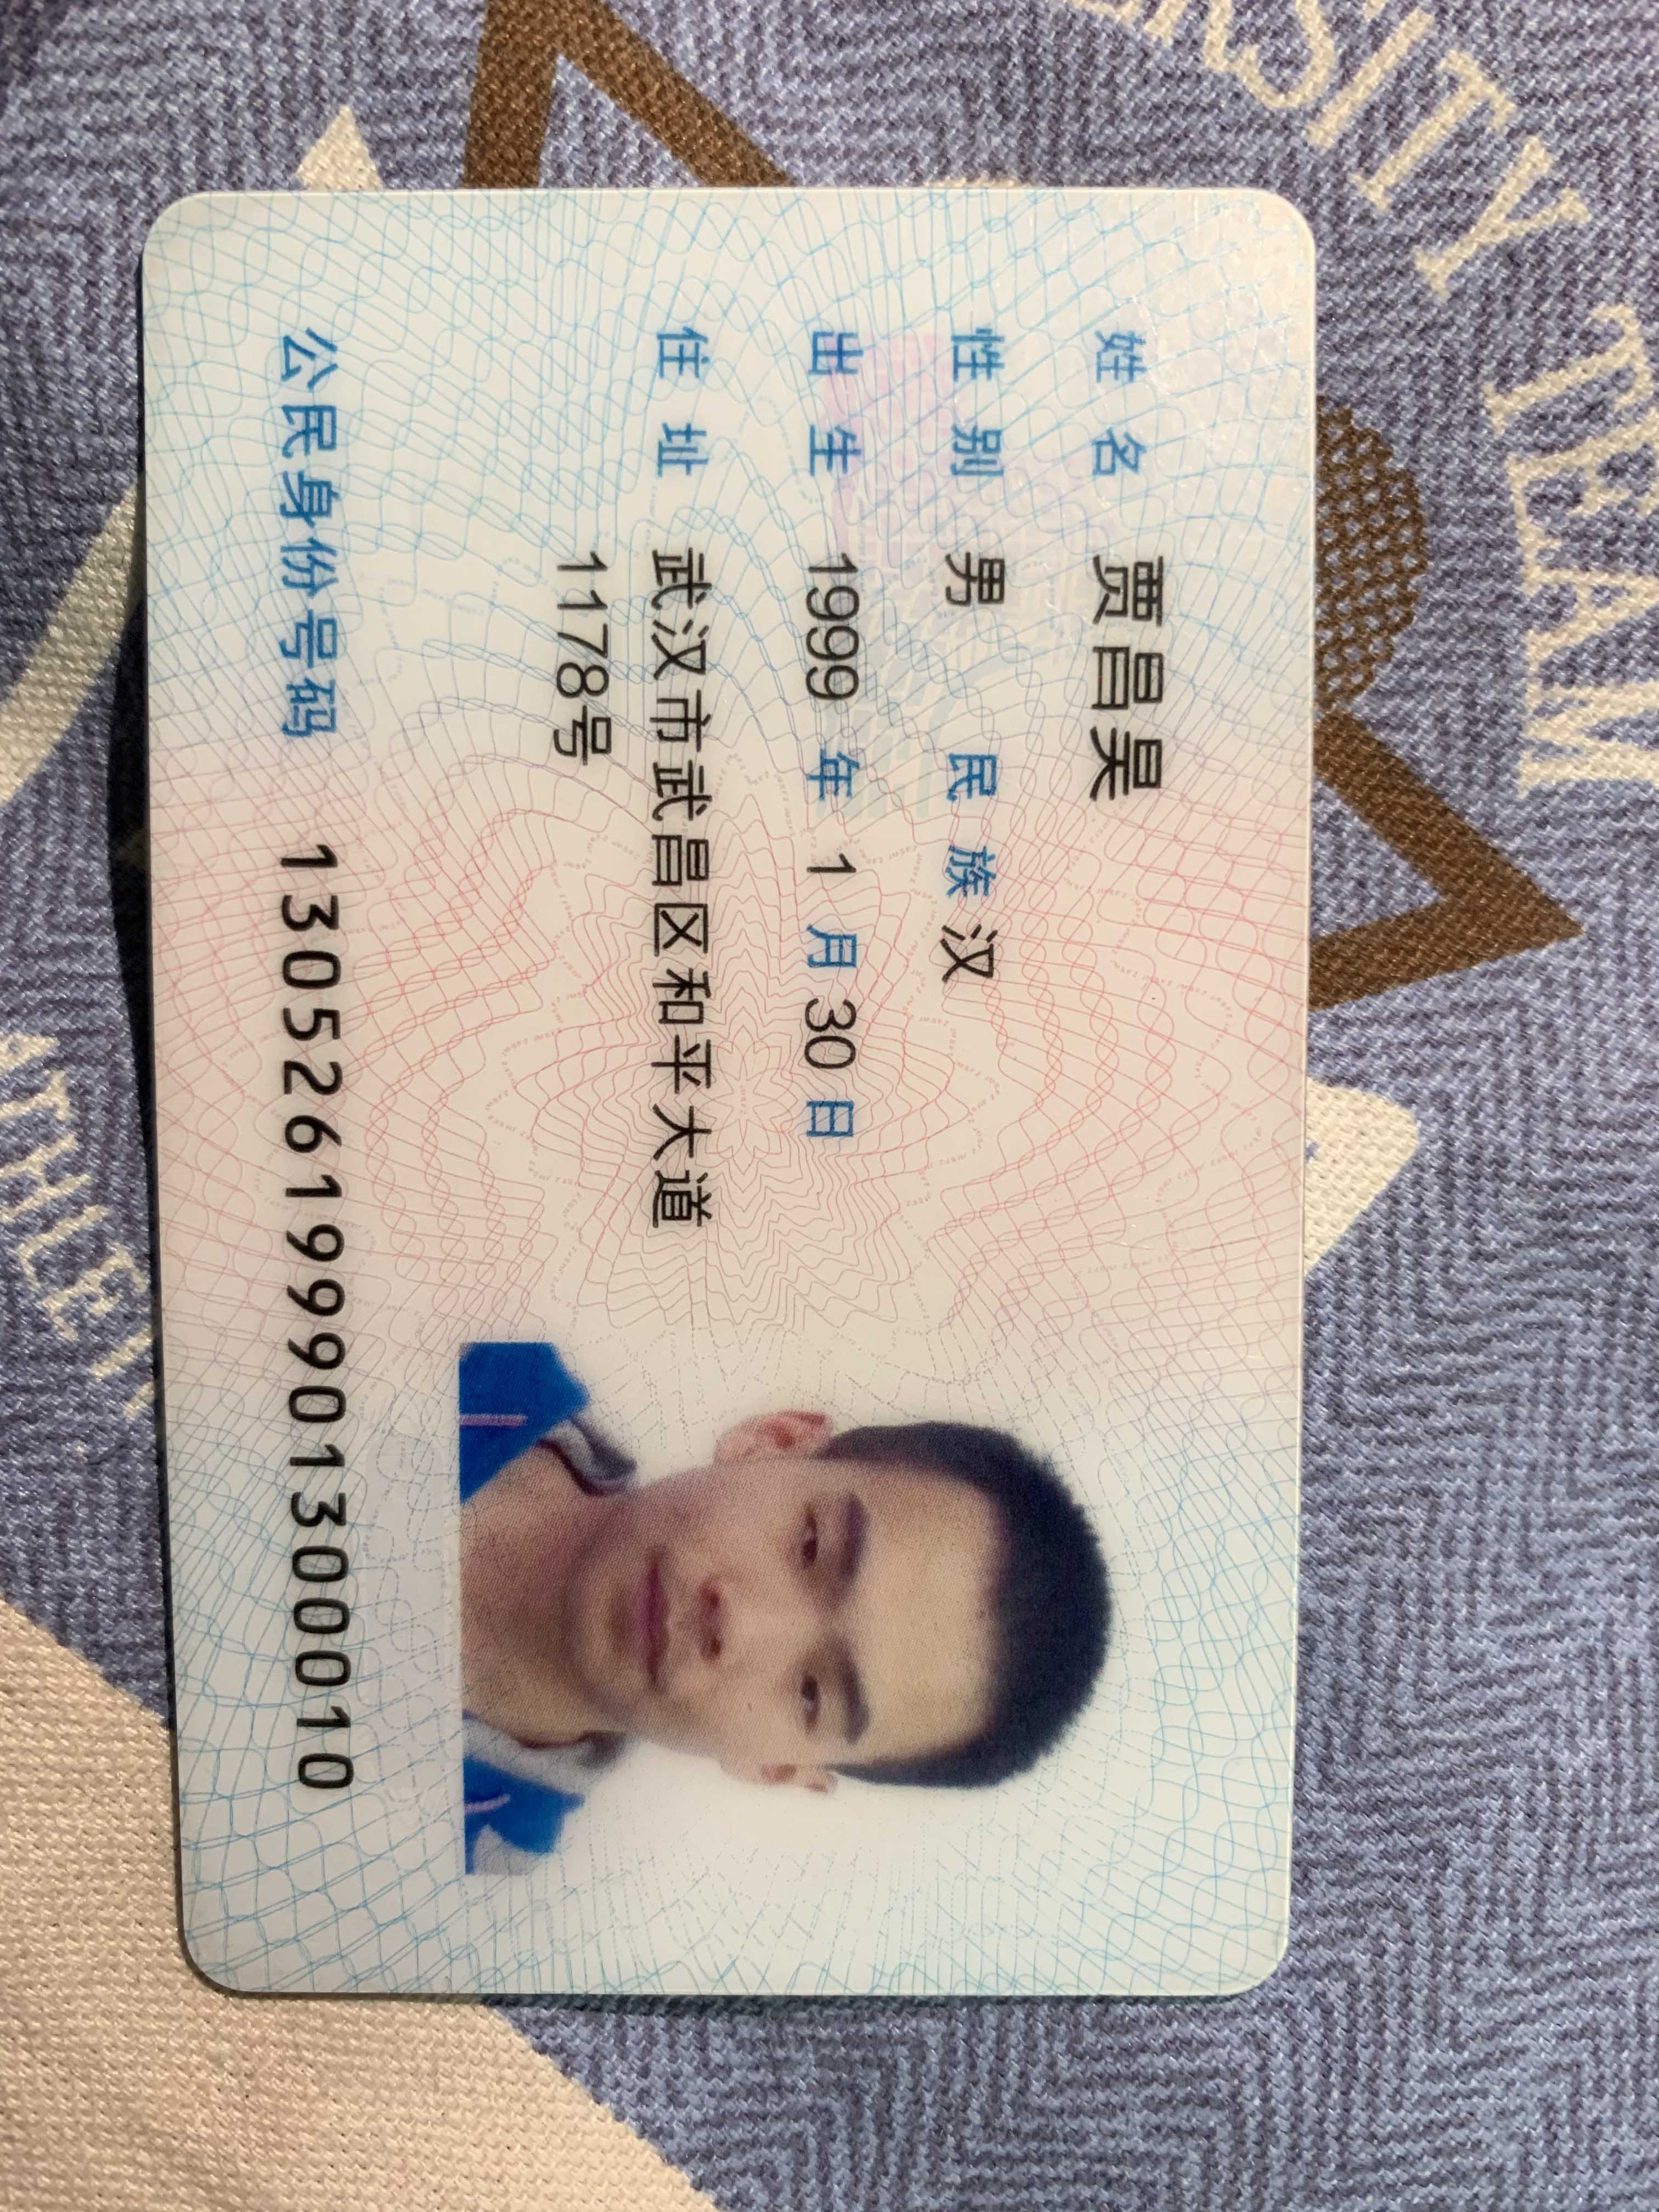 ERSITY TEAM
姓名 贾昌昊
性别 男 民族 汉
出生 1999 年 1 月 30 日
住址 武汉市武昌区和平大道
1178号
公民身份号码 130526199901300010
ATHLE